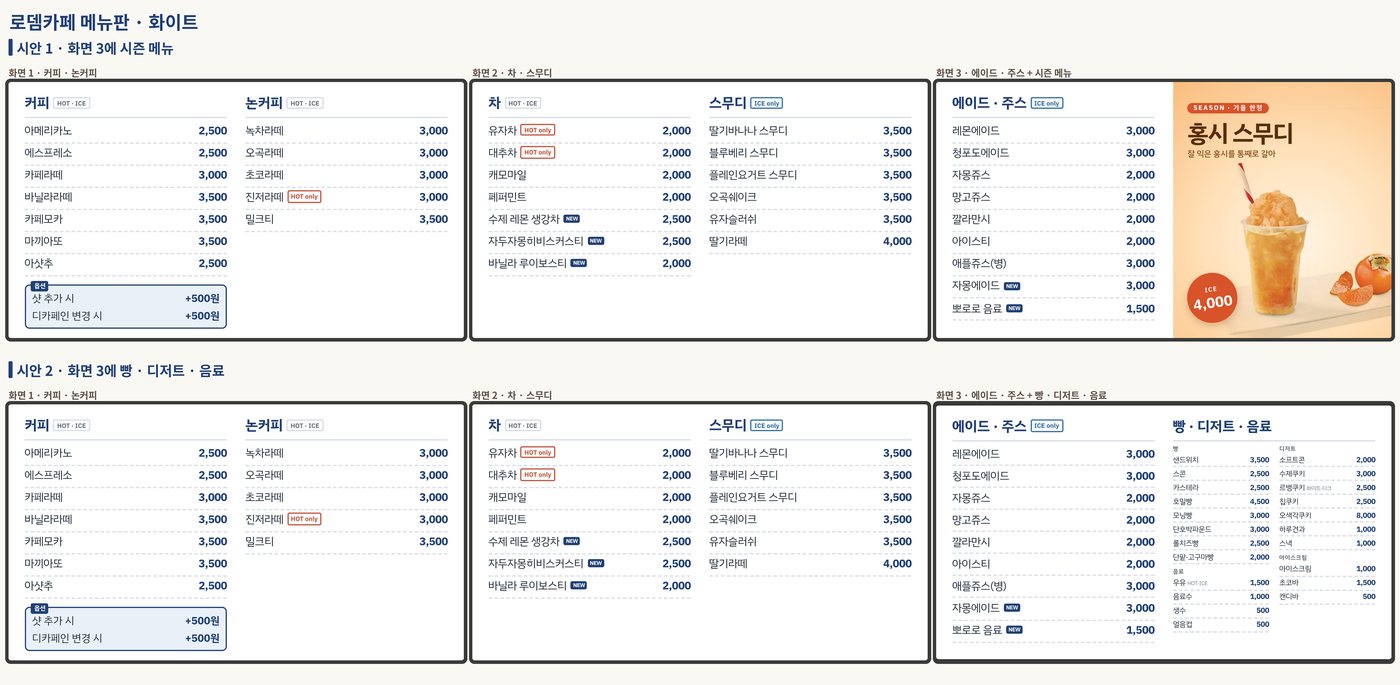 로뎀카페 메뉴판 · 화이트
시안 1 · 화면 3에 시즌 메뉴
화면 1 · 커피 · 논커피
커피 HOT · ICE
아메리카노 2,500
에스프레소 2,500
카페라떼 3,000
바닐라라떼 3,500
카페모카 3,500
마끼아또 3,500
아샷추 2,500
옵션
샷 추가 시 +500원
디카페인 변경 시 +500원
논커피 HOT · ICE
녹차라떼 3,000
오곡라떼 3,000
초코라떼 3,000
진저라떼 HOT only 3,000
밀크티 3,500
화면 2 · 차 · 스무디
차 HOT · ICE
유자차 HOT only 2,000
대추차 HOT only 2,000
캐모마일 2,000
페퍼민트 2,000
수제 레몬 생강차 NEW 2,500
자두자몽히비스커스티 NEW 2,500
바닐라 루이보스티 NEW 2,000
스무디 ICE only
딸기바나나 스무디 3,500
블루베리 스무디 3,500
플레인요거트 스무디 3,500
오곡쉐이크 3,500
유자슬러쉬 3,500
딸기라떼 4,000
화면 3 · 에이드 · 주스 + 시즌 메뉴
에이드 · 주스 ICE only
레몬에이드 3,000
청포도에이드 3,000
자몽쥬스 2,000
망고쥬스 2,000
깔라만시 2,000
아이스티 2,000
애플쥬스(병) 3,000
자몽에이드 NEW 3,000
뽀로로 음료 NEW 1,500
SEASON · 가을 한정
홍시 스무디
잘 익은 홍시를 통째로 갈아
ICE
4,000
시안 2 · 화면 3에 빵 · 디저트 · 음료
화면 1 · 커피 · 논커피
커피 HOT · ICE
아메리카노 2,500
에스프레소 2,500
카페라떼 3,000
바닐라라떼 3,500
카페모카 3,500
마끼아또 3,500
아샷추 2,500
옵션
샷 추가 시 +500원
디카페인 변경 시 +500원
논커피 HOT · ICE
녹차라떼 3,000
오곡라떼 3,000
초코라떼 3,000
진저라떼 HOT only 3,000
밀크티 3,500
화면 2 · 차 · 스무디
차 HOT · ICE
유자차 HOT only 2,000
대추차 HOT only 2,000
캐모마일 2,000
페퍼민트 2,000
수제 레몬 생강차 NEW 2,500
자두자몽히비스커스티 NEW 2,500
바닐라 루이보스티 NEW 2,000
스무디 ICE only
딸기바나나 스무디 3,500
블루베리 스무디 3,500
플레인요거트 스무디 3,500
오곡쉐이크 3,500
유자슬러쉬 3,500
딸기라떼 4,000
화면 3 · 에이드 · 주스 + 빵 · 디저트 · 음료
에이드 · 주스 ICE only
레몬에이드 3,000
청포도에이드 3,000
자몽쥬스 2,000
망고쥬스 2,000
깔라만시 2,000
아이스티 2,000
애플쥬스(병) 3,000
자몽에이드 NEW 3,000
뽀로로 음료 NEW 1,500
빵 · 디저트 · 음료
빵
샌드위치 3,500
스콘 2,500
카스테라 2,500
호밀빵 4,500
모닝빵 3,000
단호박파운드 3,000
롤치즈빵 2,500
단팥·고구마빵 2,000
음료
우유 HOT·ICE 1,500
음료수 1,000
생수 500
얼음컵 500
디저트
소프트콘 2,000
수제쿠키 3,000
르뱅쿠키 화이트·다크 2,500
칩쿠키 2,500
오색각쿠키 8,000
하루견과 1,000
스낵 1,000
아이스크림
아이스크림 1,000
초코바 1,500
캔디바 500